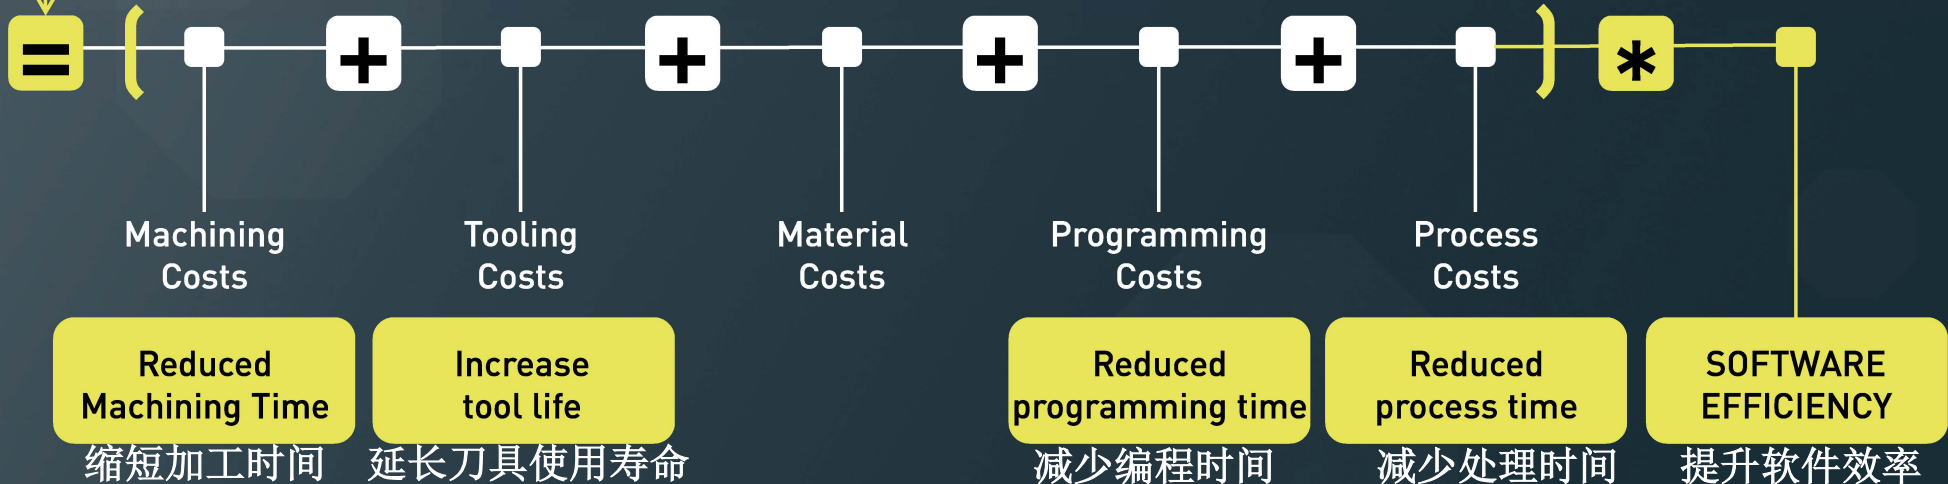 = ( + + + + ) *
Machining
Costs
Tooling
Costs
Material
Costs
Programming
Costs
Process
Costs
Reduced
Machining Time
Increase
tool life
Reduced
programming time
Reduced
process time
SOFTWARE
EFFICIENCY
缩短加工时间
延长刀具使用寿命
减少编程时间
减少处理时间
提升软件效率